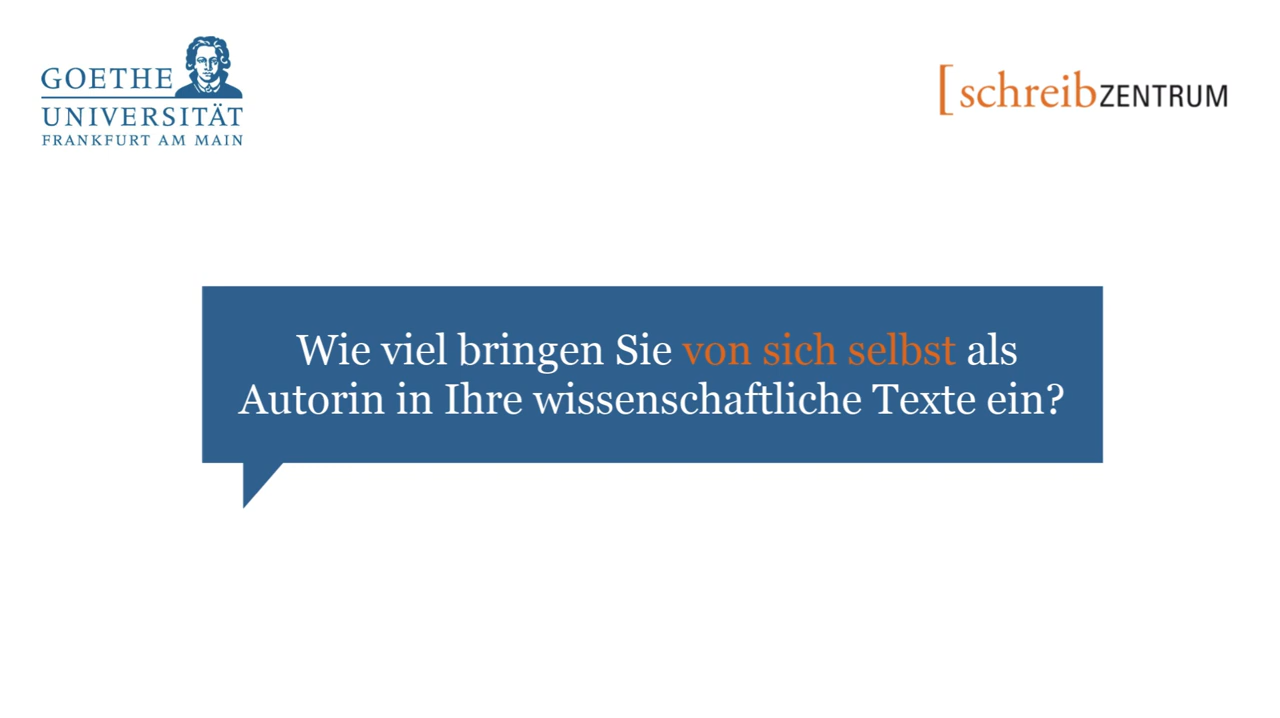 GOETHE
UNIVERSITÄT
FRANKFURT AM MAIN
[schreibZENTRUM
Wie viel bringen Sie von sich selbst als
Autorin in Ihre wissenschaftliche Texte ein?